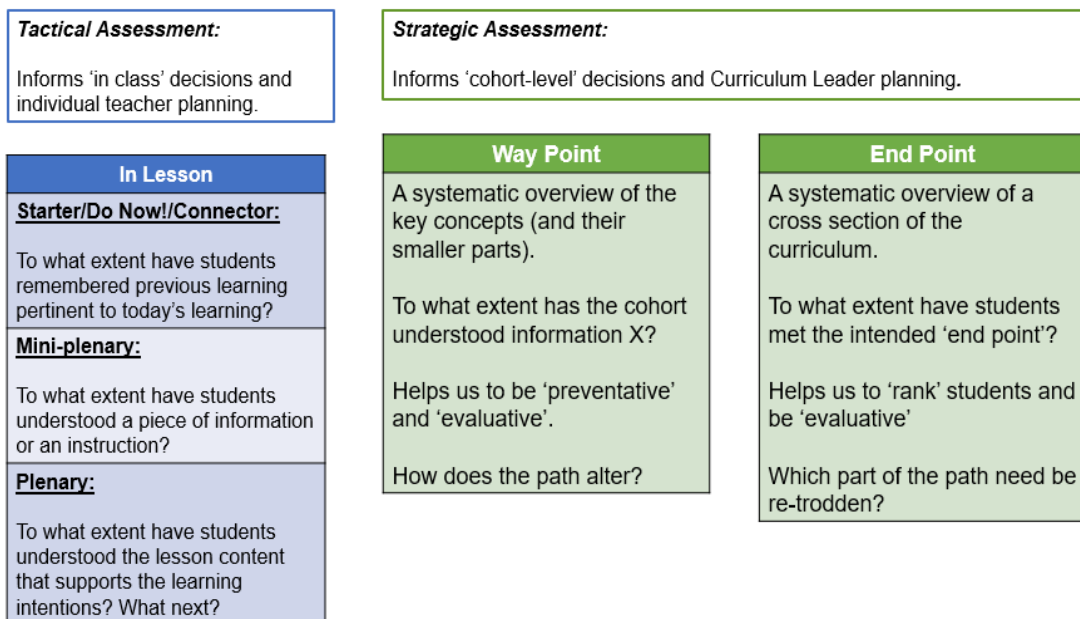 Tactical Assessment:
Informs ‘in class’ decisions and
individual teacher planning.
Strategic Assessment:
Informs ‘cohort-level’ decisions and Curriculum Leader planning.
In Lesson
Starter/Do Now!/Connector:
To what extent have students
remembered previous learning
pertinent to today’s learning?
Mini-plenary:
To what extent have students
understood a piece of information
or an instruction?
Plenary:
To what extent have students
understood the lesson content
that supports the learning
intentions? What next?
Way Point
A systematic overview of the
key concepts (and their
smaller parts).
To what extent has the cohort
understood information X?
Helps us to be ‘preventative’
and ‘evaluative’.
How does the path alter?
End Point
A systematic overview of a
cross section of the
curriculum.
To what extent have students
met the intended ‘end point’?
Helps us to ‘rank’ students and
be ‘evaluative’
Which part of the path need be
re-trodden?